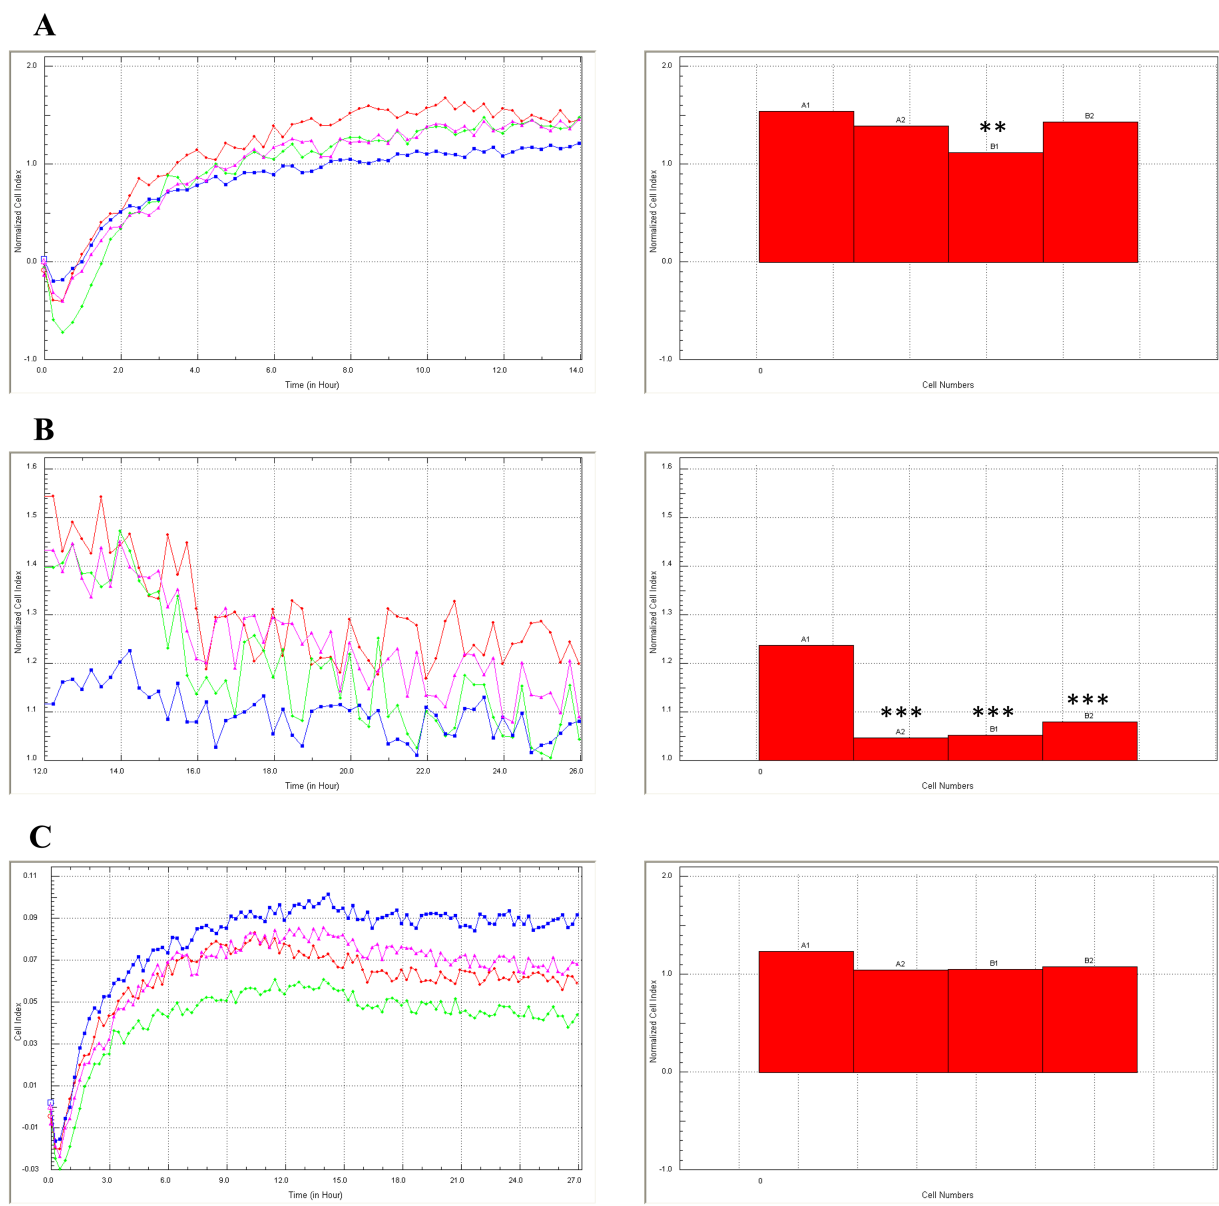 A
2.0
1.0
0.0
-1.0
Normalized Cell Index
0.0 2.0 4.0 6.0 8.0 10.0 12.0 14.0
Time (in Hour)
2.0
1.0
0.0
-1.0
Normalized Cell Index
A1
A2
**
B1
B2
0
Cell Numbers
B
1.6
1.5
1.4
1.3
1.2
1.1
1.0
Normalized Cell Index
12.0 14.0 16.0 18.0 20.0 22.0 24.0 26.0
Time (in Hour)
1.6
1.5
1.4
1.3
1.2
1.1
1.0
Normalized Cell Index
A1
***
A2
***
B1
***
B2
0
Cell Numbers
C
0.11
0.09
0.07
0.05
0.03
0.01
-0.01
-0.03
Cell Index
0.0 3.0 6.0 9.0 12.0 15.0 18.0 21.0 24.0 27.0
Time (in Hour)
2.0
1.0
0.0
-1.0
Normalized Cell Index
A1
A2
B1
B2
0
Cell Numbers